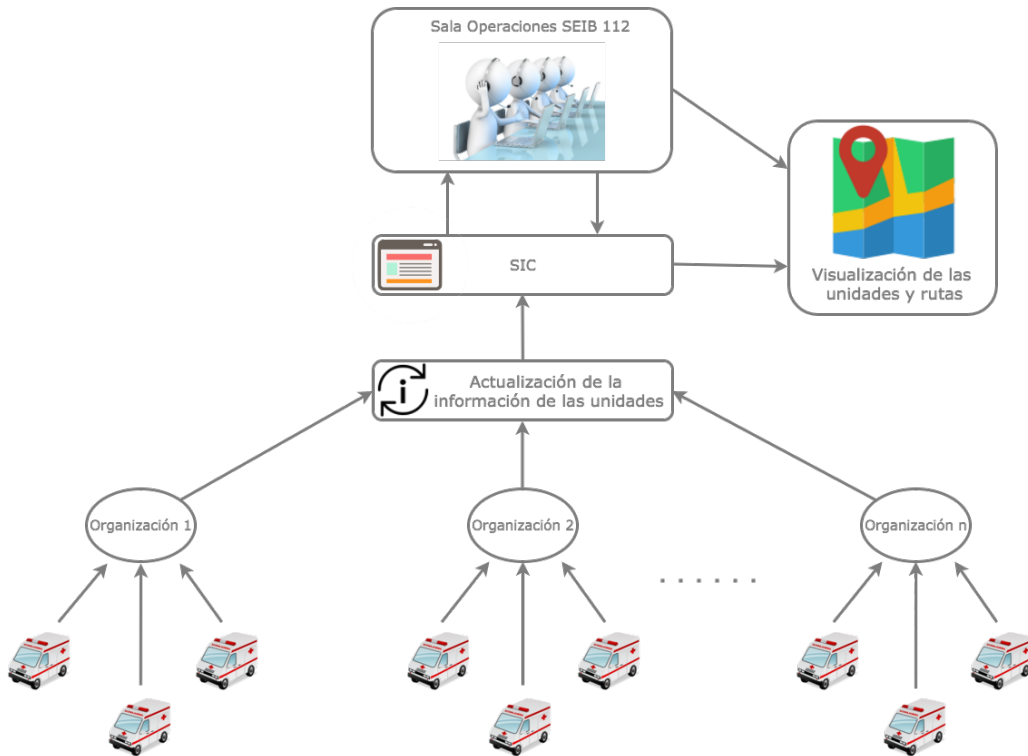 Sala Operaciones SEIB 112
SIC
Visualización de las
unidades y rutas
Actualización de la
información de las unidades
Organización 1
Organización 2
Organización n